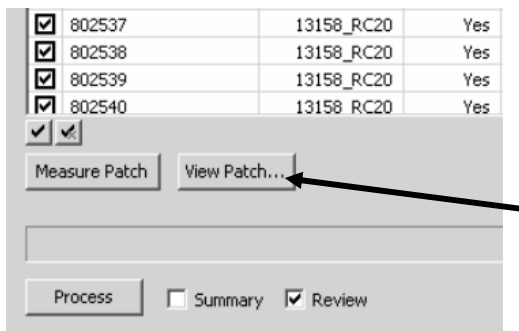 802537 13158_RC20 Yes
802538 13158_RC20 Yes
802539 13158_RC20 Yes
802540 13158_RC20 Yes
Measure Patch View Patch...
Process Summary Review